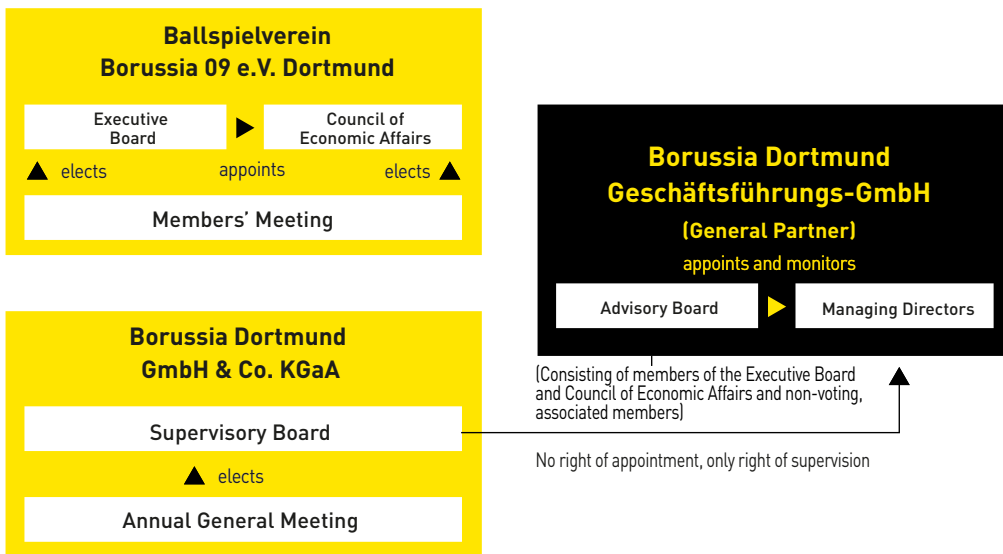 Ballspielverein
Borussia 09 e.V. Dortmund
Executive
Board
Council of
Economic Affairs
elects
appoints
elects
Members’ Meeting
Borussia Dortmund
GmbH & Co. KGaA
Supervisory Board
elects
Annual General Meeting
Borussia Dortmund
Geschäftsführungs-GmbH
(General Partner)
appoints and monitors
Advisory Board
Managing Directors
(Consisting of members of the Executive Board
and Council of Economic Affairs and non-voting,
associated members)
No right of appointment, only right of supervision